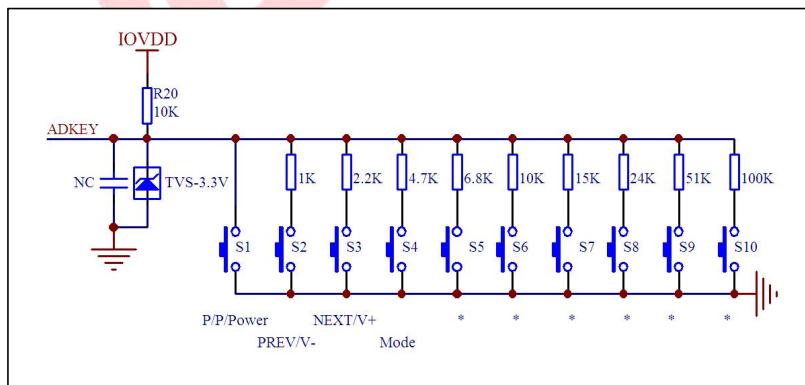 IOVDD
R20
10K
ADKEY
NC
TVS-3.3V
1K
2.2K
4.7K
6.8K
10K
15K
24K
51K
100K
S1
S2
S3
S4
S5
S6
S7
S8
S9
S10
P/P/Power
NEXT/V+
* * * * * *
PREV/V-
Mode